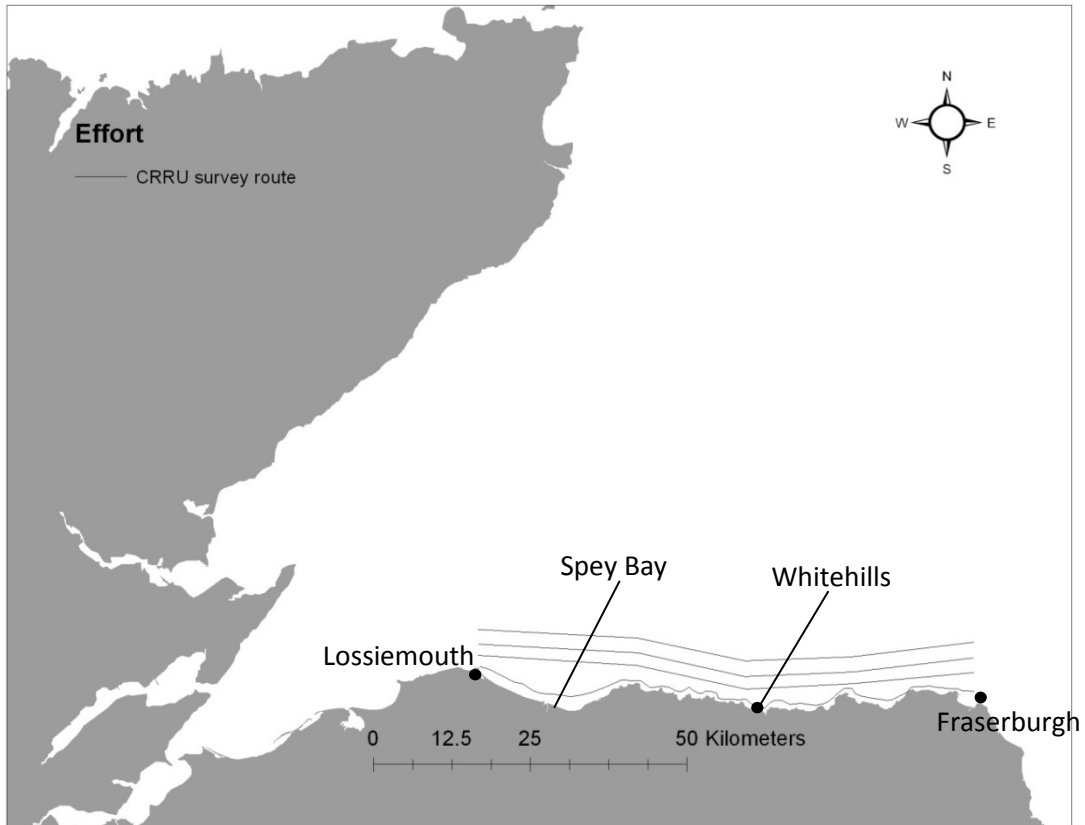 N
W E
S
Effort
CRRU survey route
Spey Bay
Whitehills
Lossiemouth
Fraserburgh
0 12.5 25 50 Kilometers